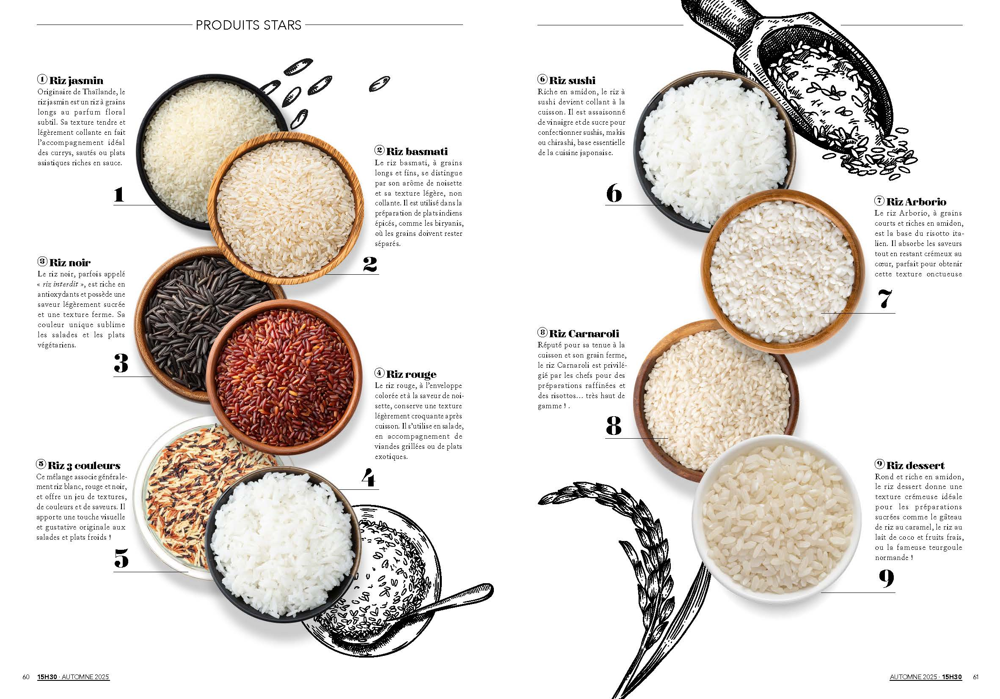 PRODUITS STARS
① Riz jasmin
Originaire de Thaïlande, le
riz jasmin est un riz à grains
longs au parfum floral
subtil. Sa texture tendre et
légèrement collante en fait
l'accompagnement idéal
des currys, sautés ou plats
asiatiques riches en sauce.
1
② Riz basmati
Le riz basmati, à grains
longs et fins, se distingue
par son arôme de noisette
et sa texture légère, non
collante. Il est utilisé dans la
préparation de plats indiens
épicés, comme les biryanis,
où les grains doivent rester
séparés.
2
③ Riz noir
Le riz noir, parfois appelé
« riz interdit », est riche en
antioxydants et possède une
saveur légèrement sucrée
et une texture ferme. Sa
couleur unique sublime
les salades et les plats
végétariens.
3
④ Riz rouge
Le riz rouge, à l'enveloppe
colorée et à la saveur de noi-
sette, conserve une texture
légèrement croquante après
cuisson. Il s'utilise en salade,
en accompagnement de
viandes grillées ou de plats
exotiques.
4
⑤ Riz 3 couleurs
Ce mélange associe générale-
ment riz blanc, rouge et noir,
et offre un jeu de textures,
de couleurs et de saveurs. Il
apporte une touche visuelle
et gustative originale aux
salades et plats froids !
5
60 15H30 · AUTOMNE 2025
⑥ Riz sushi
Riche en amidon, le riz à
sushi devient collant à la
cuisson. Il est assaisonné
de vinaigre et de sucre pour
confectionner sushis, makis
ou chirashi, base essentielle
de la cuisine japonaise.
6
⑦ Riz Arborio
Le riz Arborio, à grains
courts et riches en amidon,
est la base du risotto ita-
lien. Il absorbe les saveurs
tout en restant crémeux au
cœur, parfait pour obtenir
cette texture onctueuse
7
⑧ Riz Carnaroli
Réputé pour sa tenue à la
cuisson et son grain ferme,
le riz Carnaroli est privilé-
gié par les chefs pour des
préparations raffinées et
des risottos... très haut de
gamme ! .
8
⑨ Riz dessert
Rond et riche en amidon,
le riz dessert donne une
texture crémeuse idéale
pour les préparations
sucrées comme le gâteau
de riz au caramel, le riz au
lait de coco et fruits frais,
ou la fameuse teurgoule
normande !
9
AUTOMNE 2025 · 15H30 61